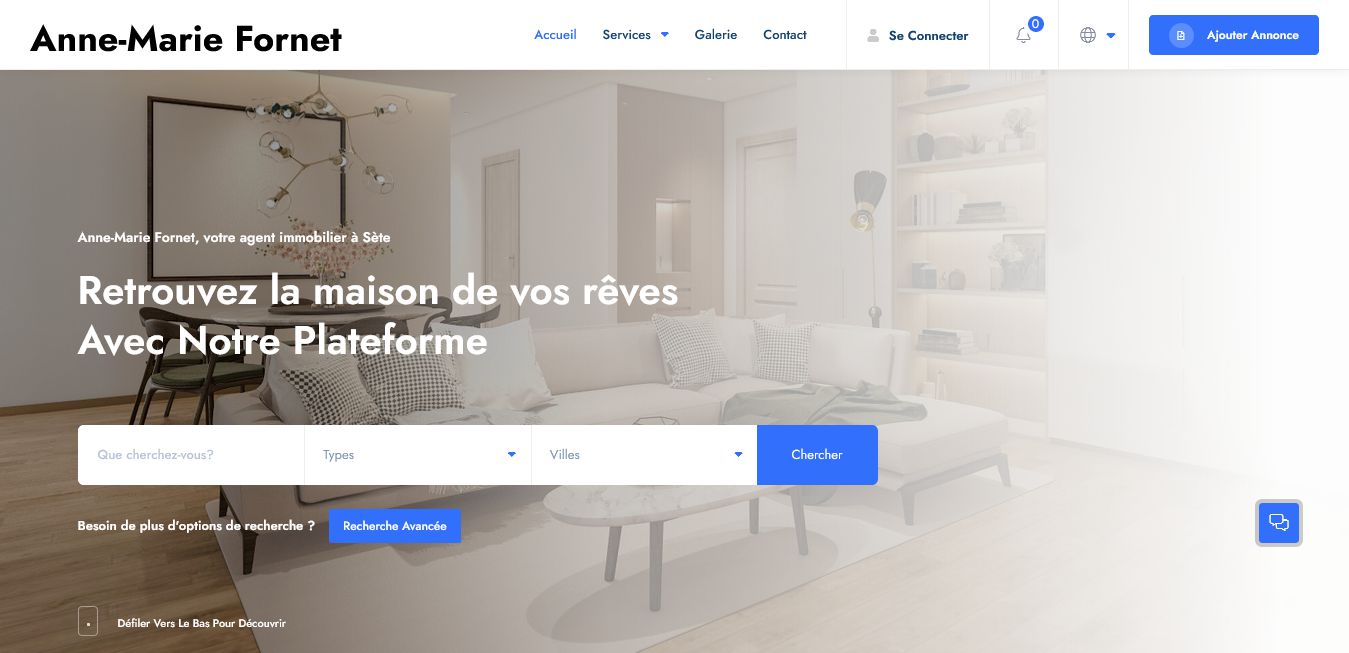 Anne-Marie Fornet
Accueil
Services
Galerie
Contact
Se Connecter
0
Ajouter Annonce
Anne-Marie Fornet, votre agent immobilier à Sète
Retrouvez la maison de vos rêves
Avec Notre Plateforme
Que cherchez-vous?
Types
Villes
Chercher
Besoin de plus d'options de recherche ?
Recherche Avancée
Défiler Vers Le Bas Pour Découvrir